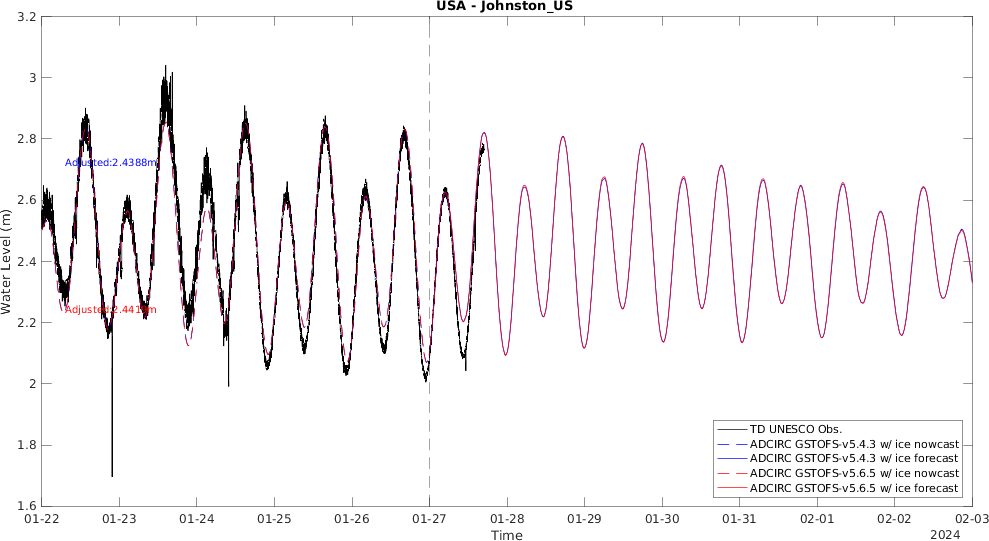 USA - Johnston_US
3.2
3
2.8
2.6
2.4
2.2
2
1.8
1.6
Water Level (m)
Adjusted:2.4388m
TD UNESCO Obs.
ADCIRC GSTOFS-v5.4.3 w/ ice nowcast
ADCIRC GSTOFS-v5.4.3 w/ ice forecast
ADCIRC GSTOFS-v5.6.5 w/ ice nowcast
ADCIRC GSTOFS-v5.6.5 w/ ice forecast
01-22 01-23 01-24 01-25 01-26 01-27 01-28 01-29 01-30 01-31 02-01 02-02 02-03
Time
2024